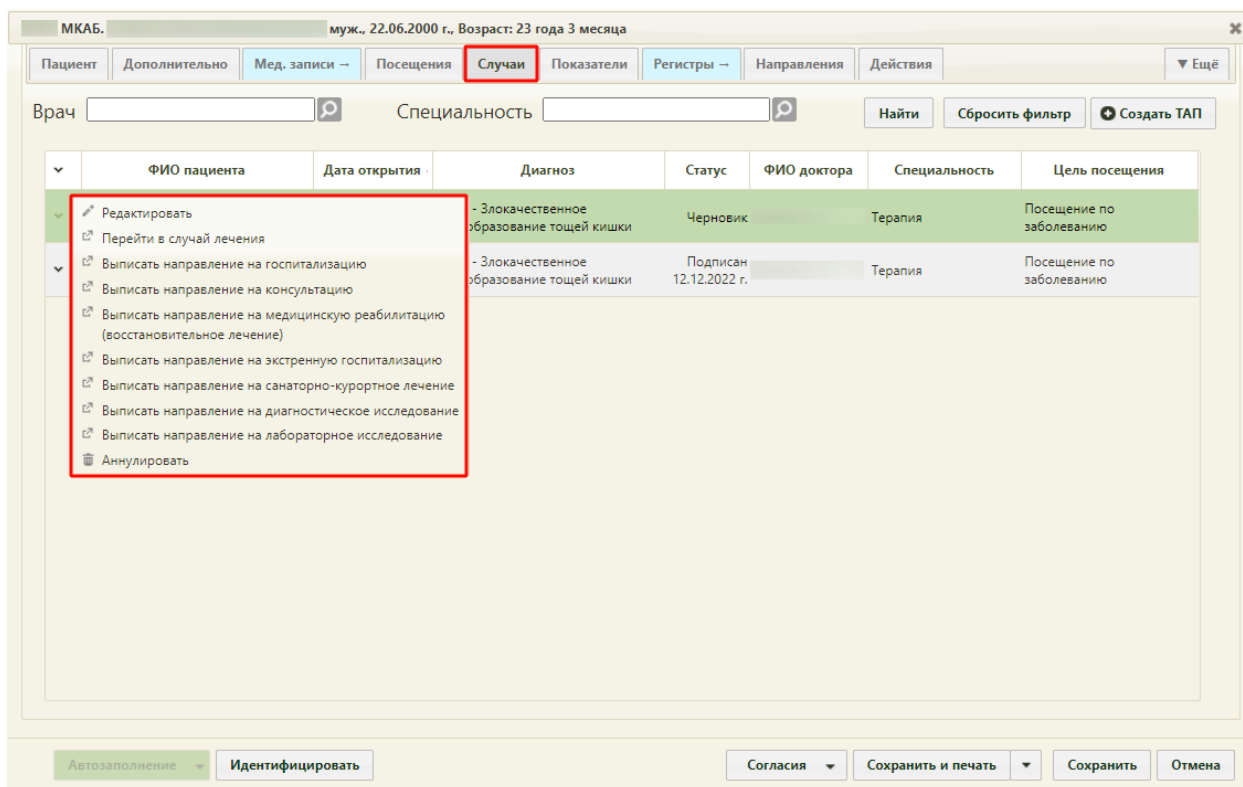 МКАБ. муж., 22.06.2000 г., Возраст: 23 года 3 месяца
Пациент Дополнительно Мед. записи → Посещения Случаи Показатели Регистры → Направления Действия ▼ Ещё
Врач Специальность Найти Сбросить фильтр Создать ТАП
ФИО пациента Дата открытия Диагноз Статус ФИО доктора Специальность Цель посещения
- Злокачественное
образование тощей кишки
Черновик
Терапия
Посещение по
заболеванию
- Злокачественное
образование тощей кишки
Подписан
12.12.2022 г.
Терапия
Посещение по
заболеванию
Редактировать
Перейти в случай лечения
Выписать направление на госпитализацию
Выписать направление на консультацию
Выписать направление на медицинскую реабилитацию
(восстановительное лечение)
Выписать направление на экстренную госпитализацию
Выписать направление на санаторно-курортное лечение
Выписать направление на диагностическое исследование
Выписать направление на лабораторное исследование
Аннулировать
Автозаполнение Идентифицировать Согласия Сохранить и печать Сохранить Отмена